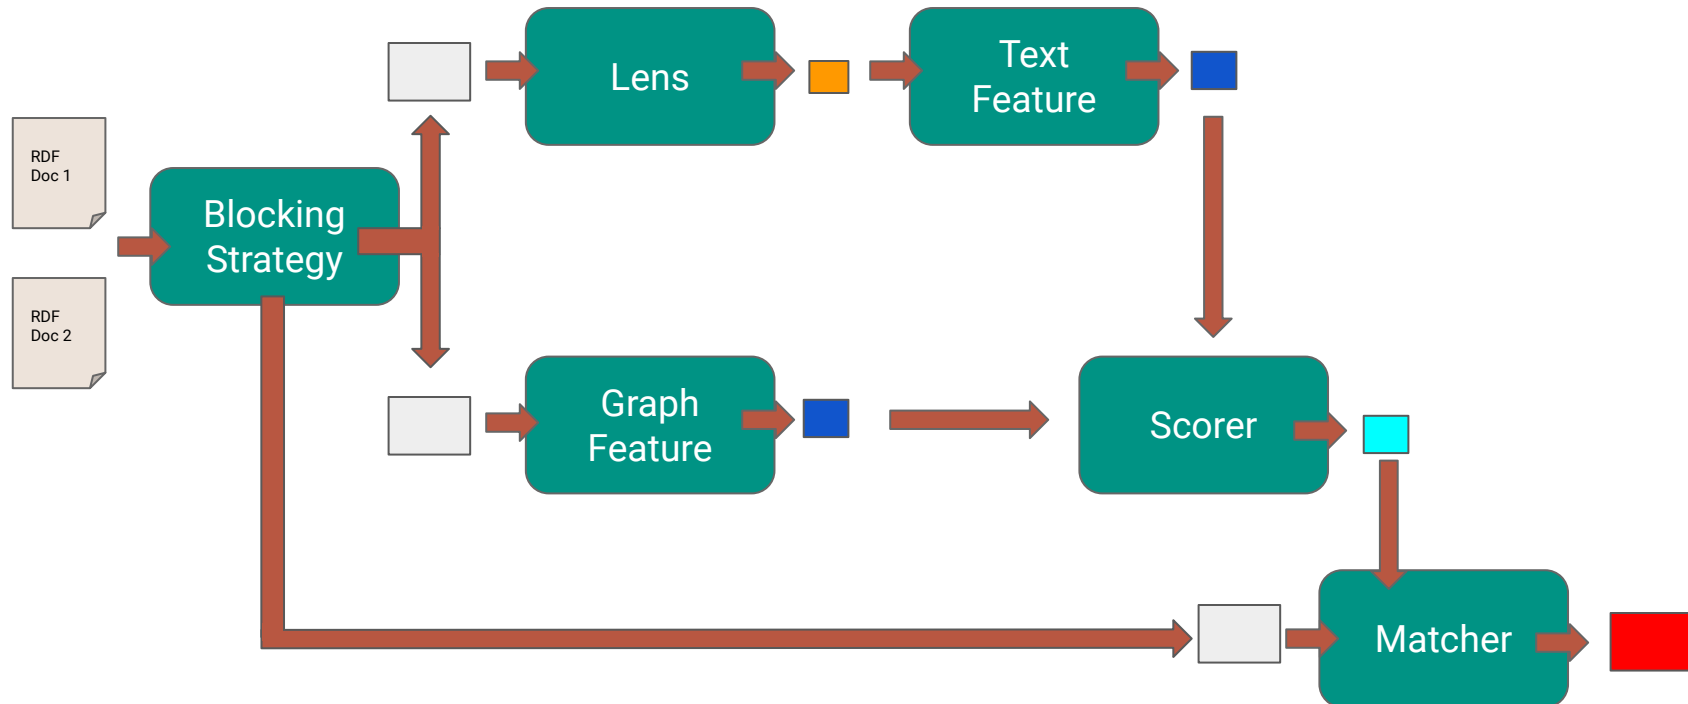 RDF
Doc 1
RDF
Doc 2
Blocking
Strategy
Lens
Text
Feature
Graph
Feature
Scorer
Matcher